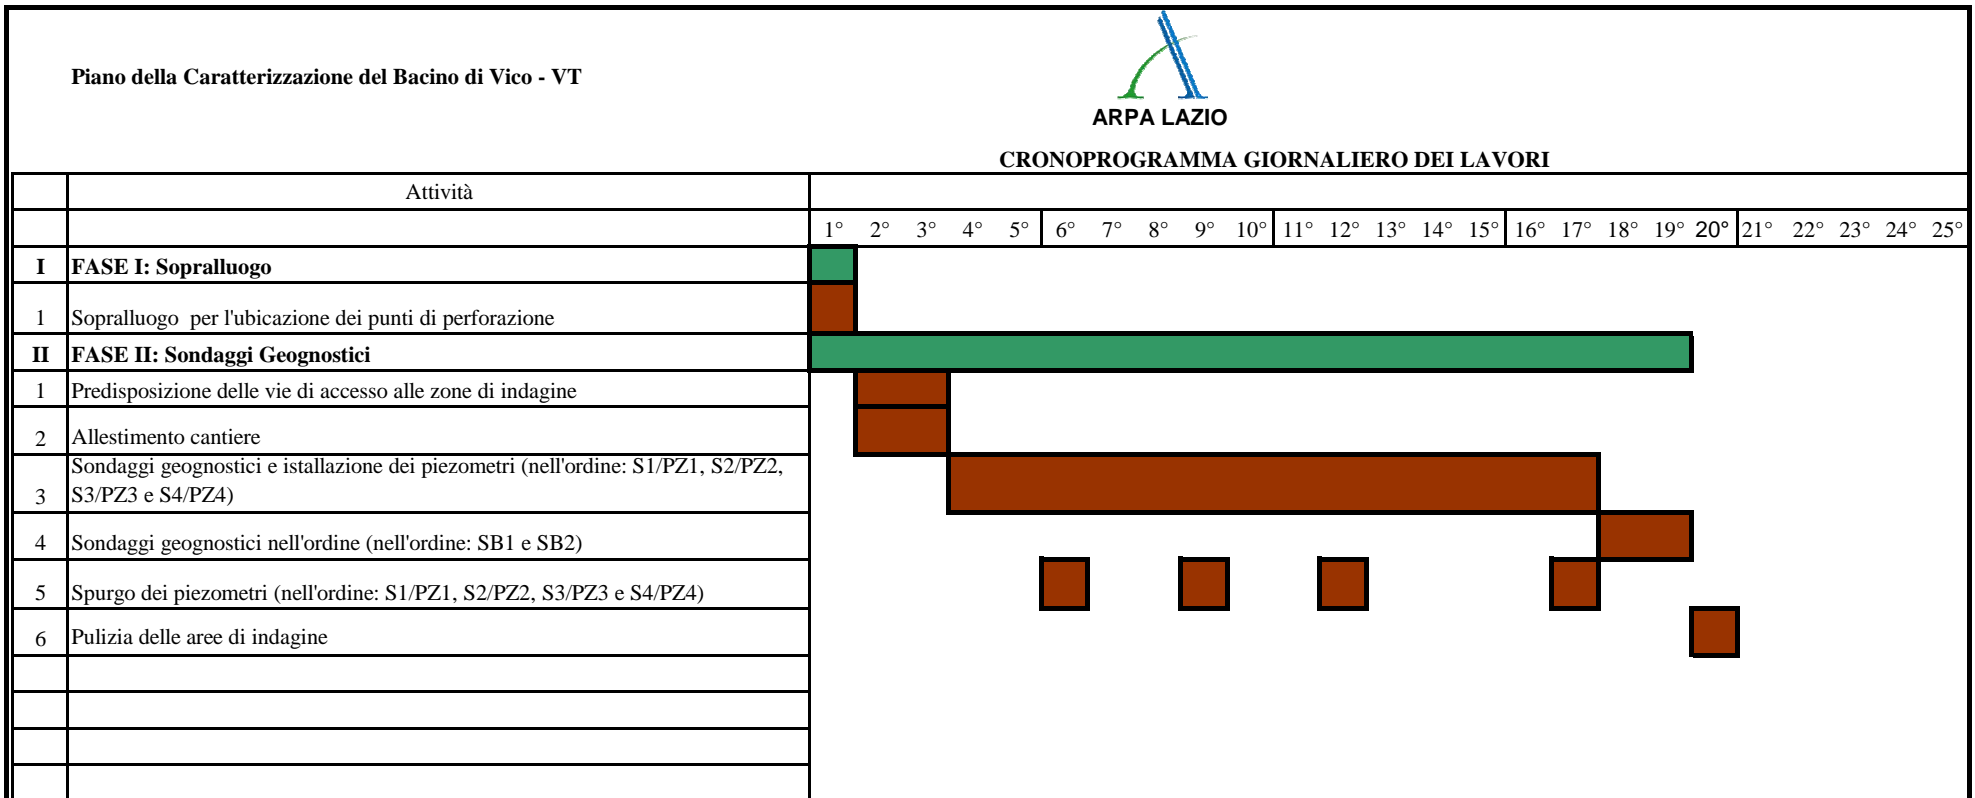 Piano della Caratterizzazione del Bacino di Vico - VT
ARPA LAZIO
CRONOPROGRAMMA GIORNALIERO DEI LAVORI
Attività
1° 2° 3° 4° 5° 6° 7° 8° 9° 10° 11° 12° 13° 14° 15° 16° 17° 18° 19° 20° 21° 22° 23° 24° 25°
I FASE I: Sopralluogo
1 Sopralluogo per l'ubicazione dei punti di perforazione
II FASE II: Sondaggi Geognostici
1 Predisposizione delle vie di accesso alle zone di indagine
2 Allestimento cantiere
Sondaggi geognostici e istallazione dei piezometri (nell'ordine: S1/PZ1, S2/PZ2,
3 S3/PZ3 e S4/PZ4)
4 Sondaggi geognostici nell'ordine (nell'ordine: SB1 e SB2)
5 Spurgo dei piezometri (nell'ordine: S1/PZ1, S2/PZ2, S3/PZ3 e S4/PZ4)
6 Pulizia delle aree di indagine